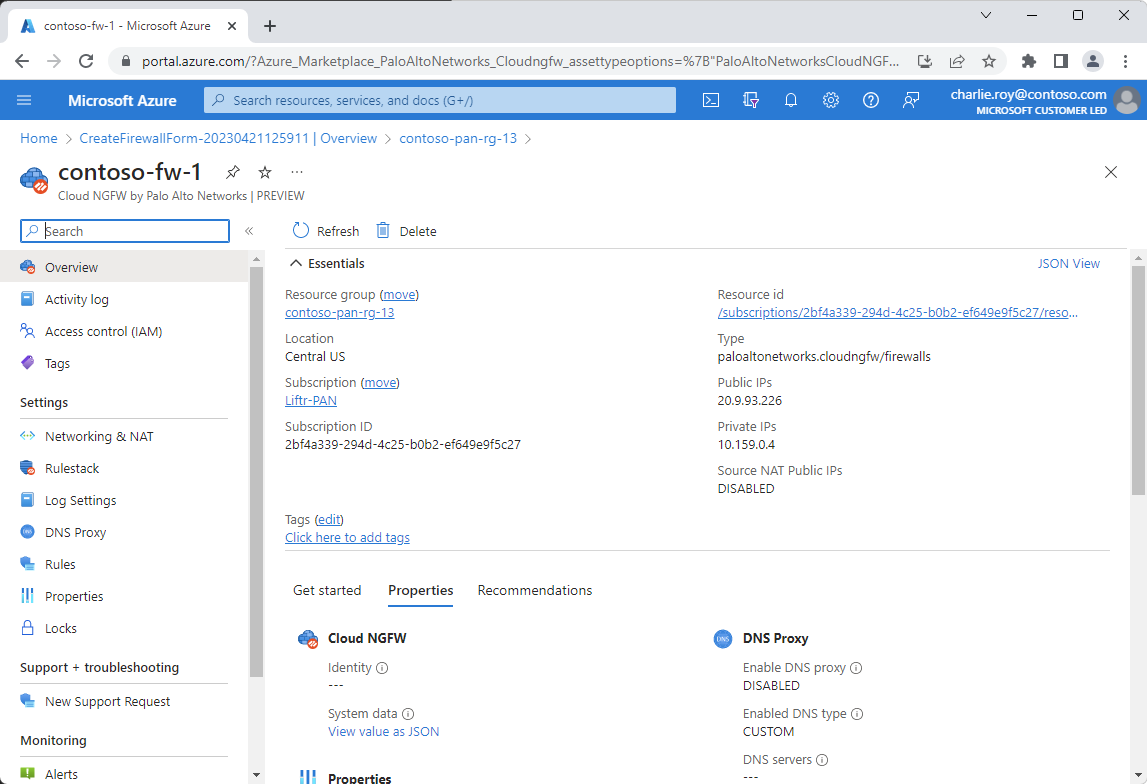 contoso-fw-1 - Microsoft Azure
portal.azure.com/?Azure_Marketplace_PaloAltoNetworks_Cloudngfw_assettypeoptions=%7B"PaloAltoNetworksCloudNGF...
Microsoft Azure
Search resources, services, and docs (G+/)
charlie.roy@contoso.com
MICROSOFT CUSTOMER LED
Home > CreateFirewallForm-20230421125911 | Overview > contoso-pan-rg-13 >
contoso-fw-1
...
Cloud NGFW by Palo Alto Networks | PREVIEW
Search
«
Refresh
Delete
Overview
Activity log
Access control (IAM)
Tags
Settings
Networking & NAT
Rulestack
Log Settings
DNS Proxy
Rules
Properties
Locks
Support + troubleshooting
New Support Request
Monitoring
Alerts
Essentials
JSON View
Resource group (move)
contoso-pan-rg-13
Location
Central US
Subscription (move)
Liftr-PAN
Subscription ID
2bf4a339-294d-4c25-b0b2-ef649e9f5c27
Resource id
/subscriptions/2bf4a339-294d-4c25-b0b2-ef649e9f5c27/reso...
Type
paloaltonetworks.cloudngfw/firewalls
Public IPs
20.9.93.226
Private IPs
10.159.0.4
Source NAT Public IPs
DISABLED
Tags (edit)
Click here to add tags
Get started
Properties
Recommendations
Cloud NGFW
Identity
---
System data
View value as JSON
Properties
DNS
DNS Proxy
Enable DNS proxy
DISABLED
Enabled DNS type
CUSTOM
DNS servers
---